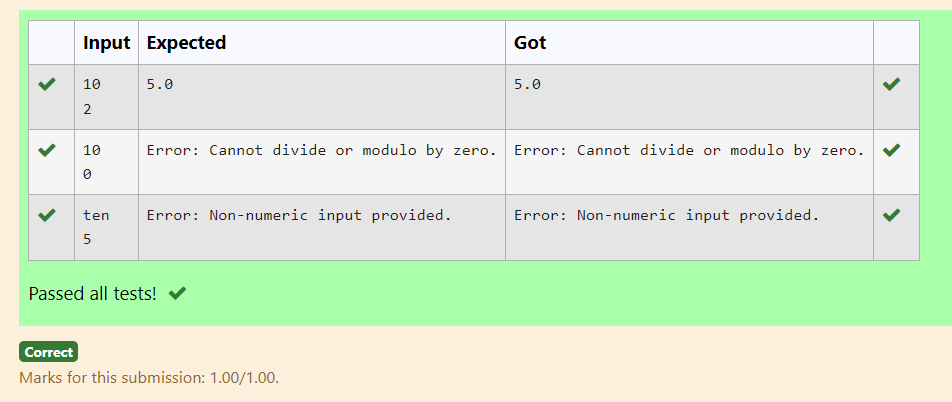 Input Expected Got
10 5.0 5.0
2
10 Error: Cannot divide or modulo by zero. Error: Cannot divide or modulo by zero.
0
ten Error: Non-numeric input provided. Error: Non-numeric input provided.
5
Passed all tests!
Correct
Marks for this submission: 1.00/1.00.